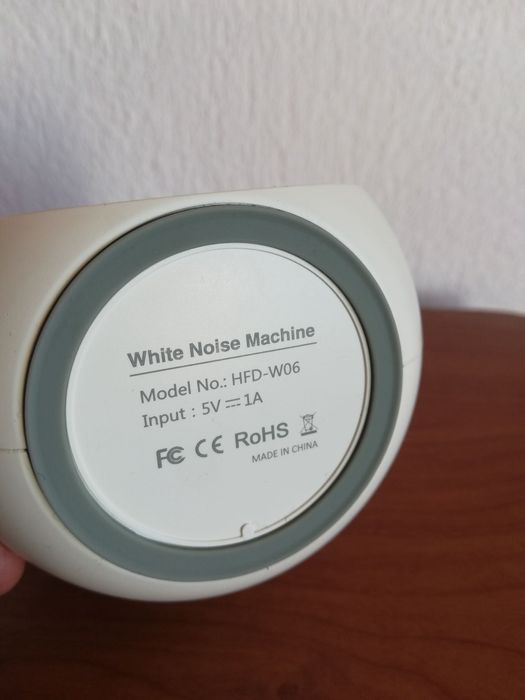 White Noise Machine
Model No.: HFD-W06
Input : 5V ⎓ 1A
FC CE RoHS
MADE IN CHINA